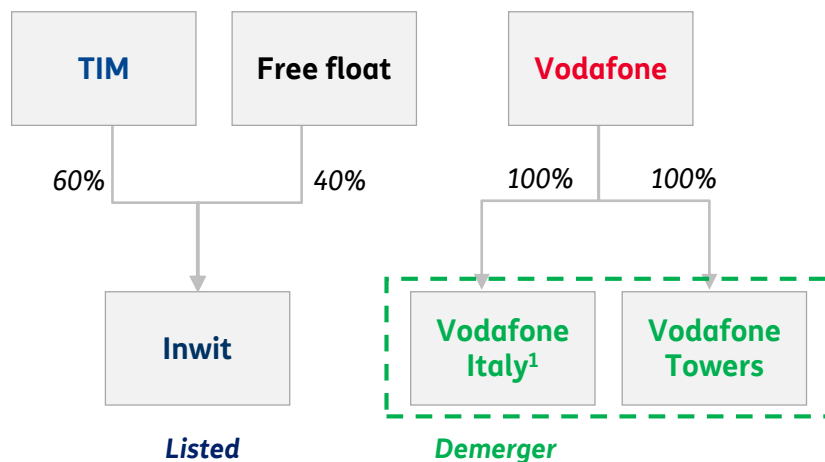 TIM
Free float
Vodafone
60%
40%
100%
100%
Inwit
Vodafone
Italy¹
Vodafone
Towers
Listed
Demerger